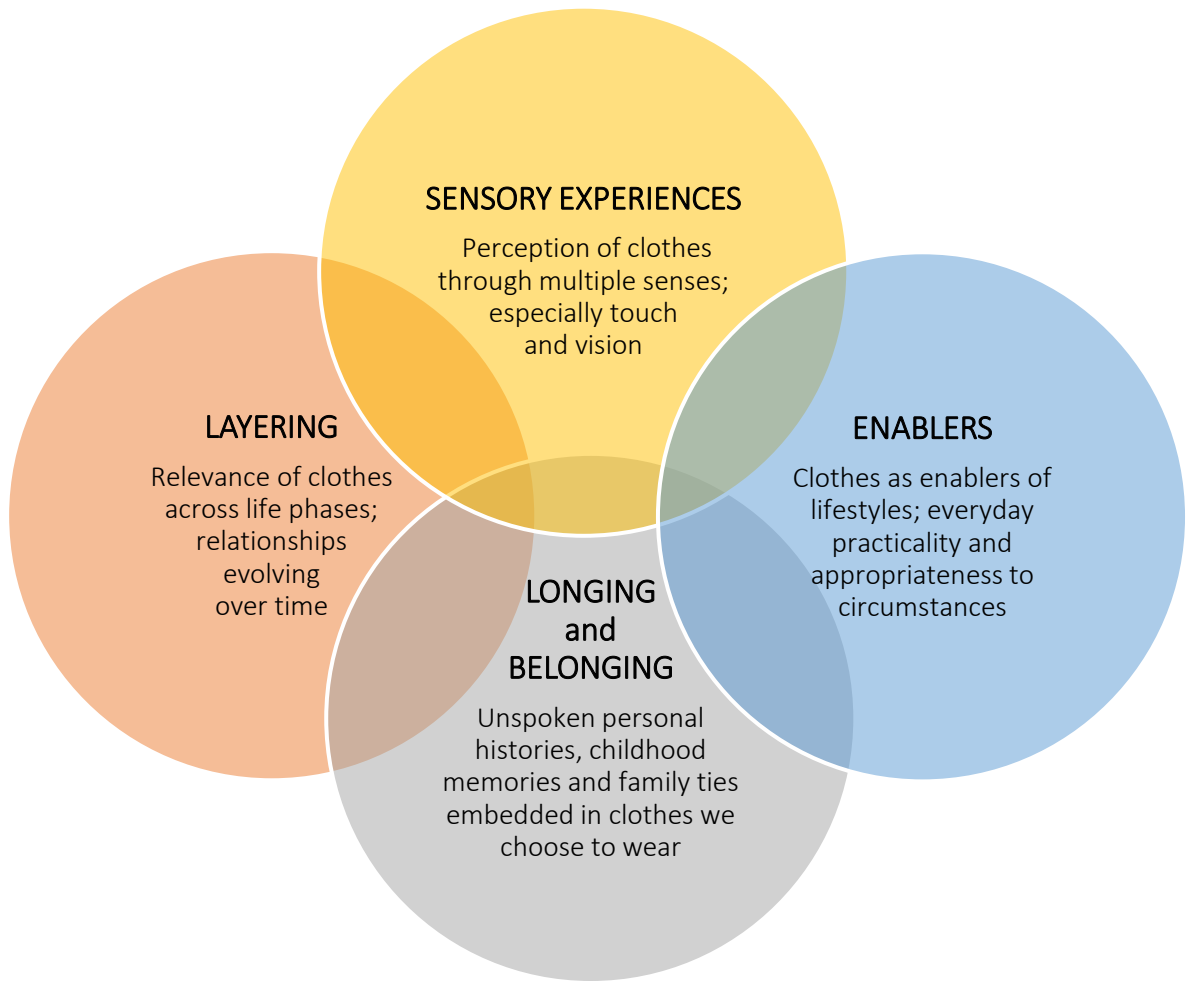 SENSORY EXPERIENCES
Perception of clothes
through multiple senses;
especially touch
and vision
LAYERING
Relevance of clothes
across life phases;
relationships
evolving
over time
ENABLERS
Clothes as enablers of
lifestyles; everyday
practicality and
appropriateness to
circumstances
LONGING
and
BELONGING
Unspoken personal
histories, childhood
memories and family ties
embedded in clothes we
choose to wear